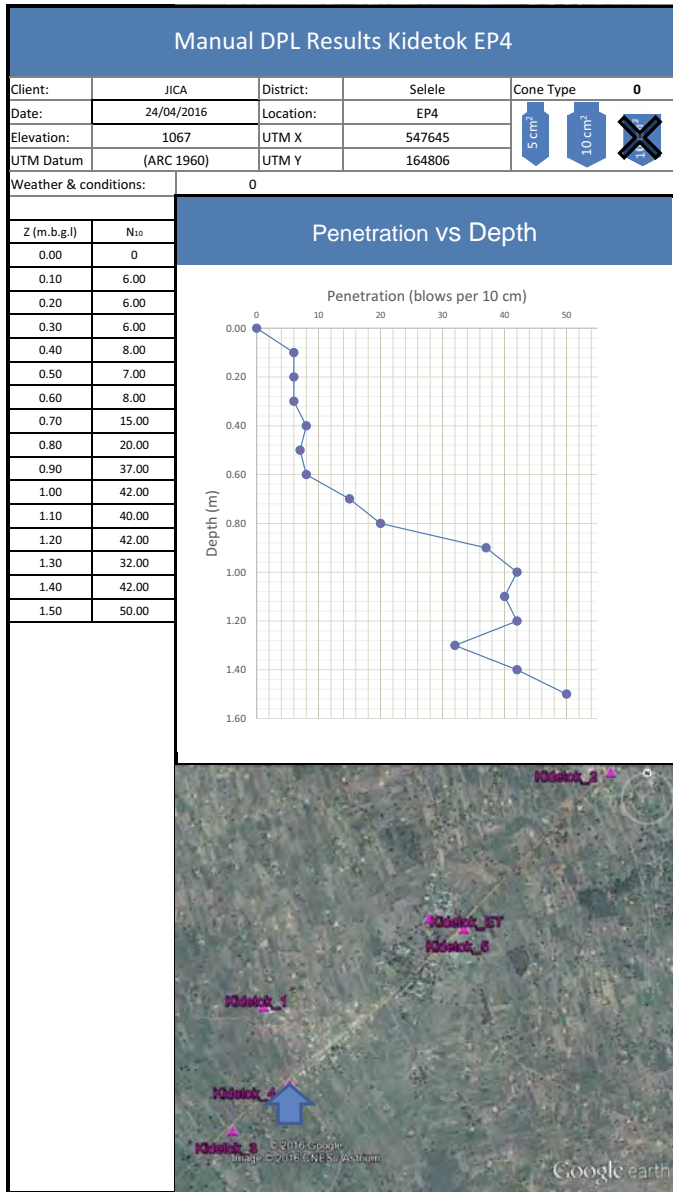 Manual DPL Results Kidetok EP4
Client: JICA District: Selele Cone Type 0
Date: 24/04/2016 Location: EP4
Elevation: 1067 UTM X 547645
UTM Datum (ARC 1960) UTM Y 164806
5 cm²
10 cm²
Weather & conditions: 0
Z (m.b.g.l) N10
0.00 0
0.10 6.00
0.20 6.00
0.30 6.00
0.40 8.00
0.50 7.00
0.60 8.00
0.70 15.00
0.80 20.00
0.90 37.00
1.00 42.00
1.10 40.00
1.20 42.00
1.30 32.00
1.40 42.00
1.50 50.00
Penetration vs Depth
Penetration (blows per 10 cm)
0 10 20 30 40 50
Depth (m)
0.00
0.20
0.40
0.60
0.80
1.00
1.20
1.40
1.60
Kidetok_2
N
Kidetok_ET
Kidetok_5
Kidetok_1
Kidetok_4
Kidetok_3
© 2016 Google
Image © 2016 CNES / Astrium
Google earth